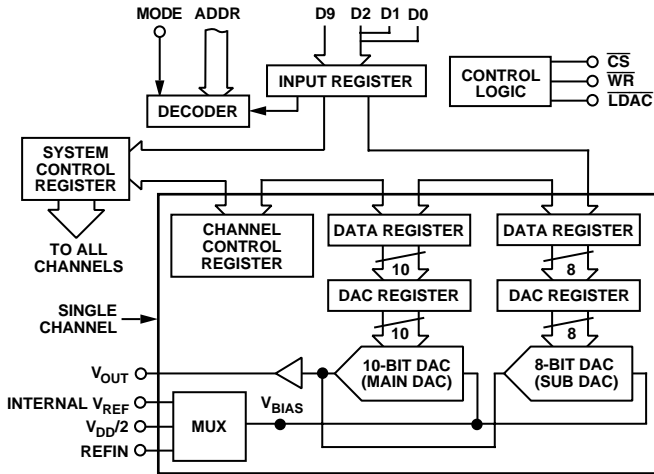 MODE ADDR D9 D2 D1 D0
INPUT REGISTER
CONTROL
LOGIC
CS
WR
LDAC
DECODER
SYSTEM
CONTROL
REGISTER
TO ALL
CHANNELS
CHANNEL
CONTROL
REGISTER
DATA REGISTER
DATA REGISTER
10
8
DAC REGISTER
DAC REGISTER
10
8
SINGLE
CHANNEL
10-BIT DAC
(MAIN DAC)
8-BIT DAC
(SUB DAC)
VOUT
INTERNAL VREF
VDD/2
REFIN
MUX
VBIAS